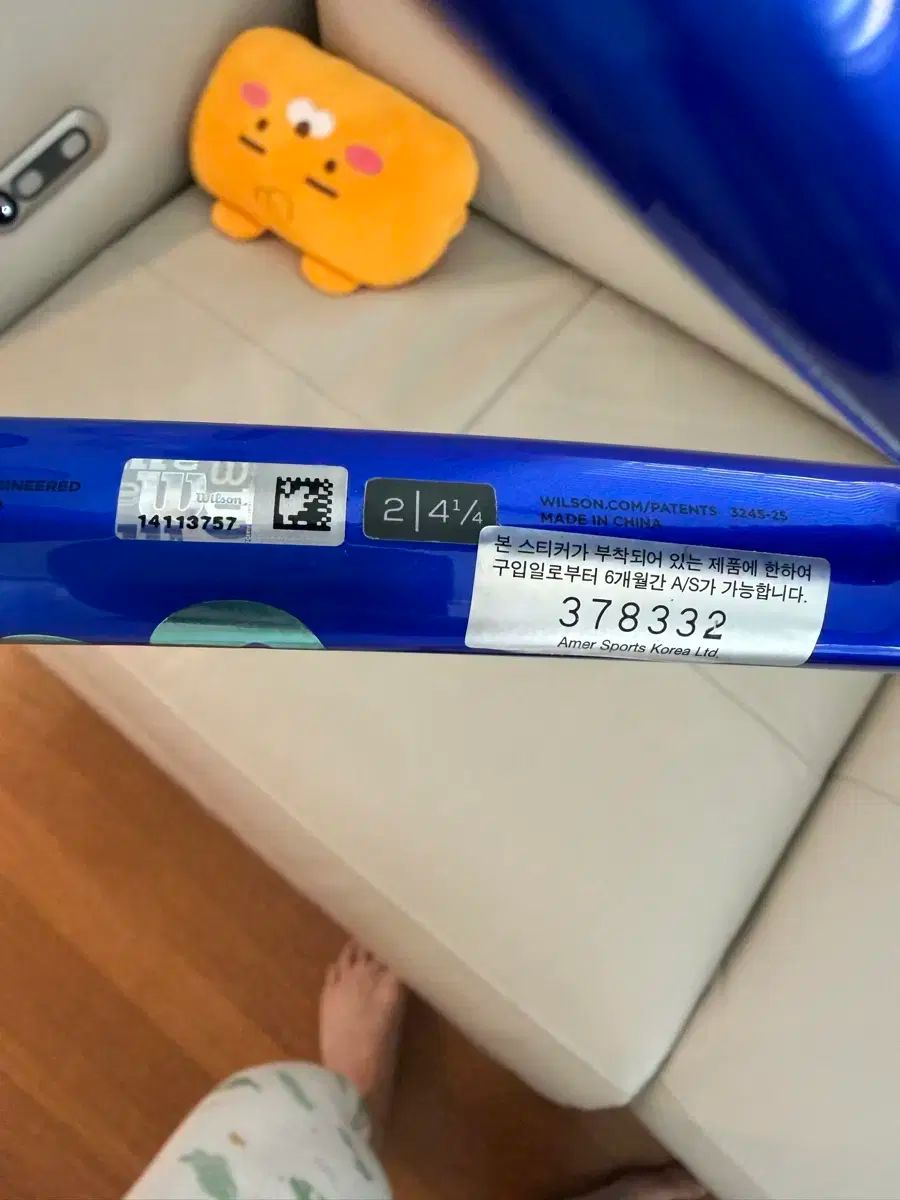 Wilson
14113757
2|4¼
WILSON.COM/PATENTS 3245-25
MADE IN CHINA
본 스티커가 부착되어 있는 제품에 한하여
구입일로부터 6개월간 A/S가 가능합니다.
378332
Amer Sports Korea Ltd.